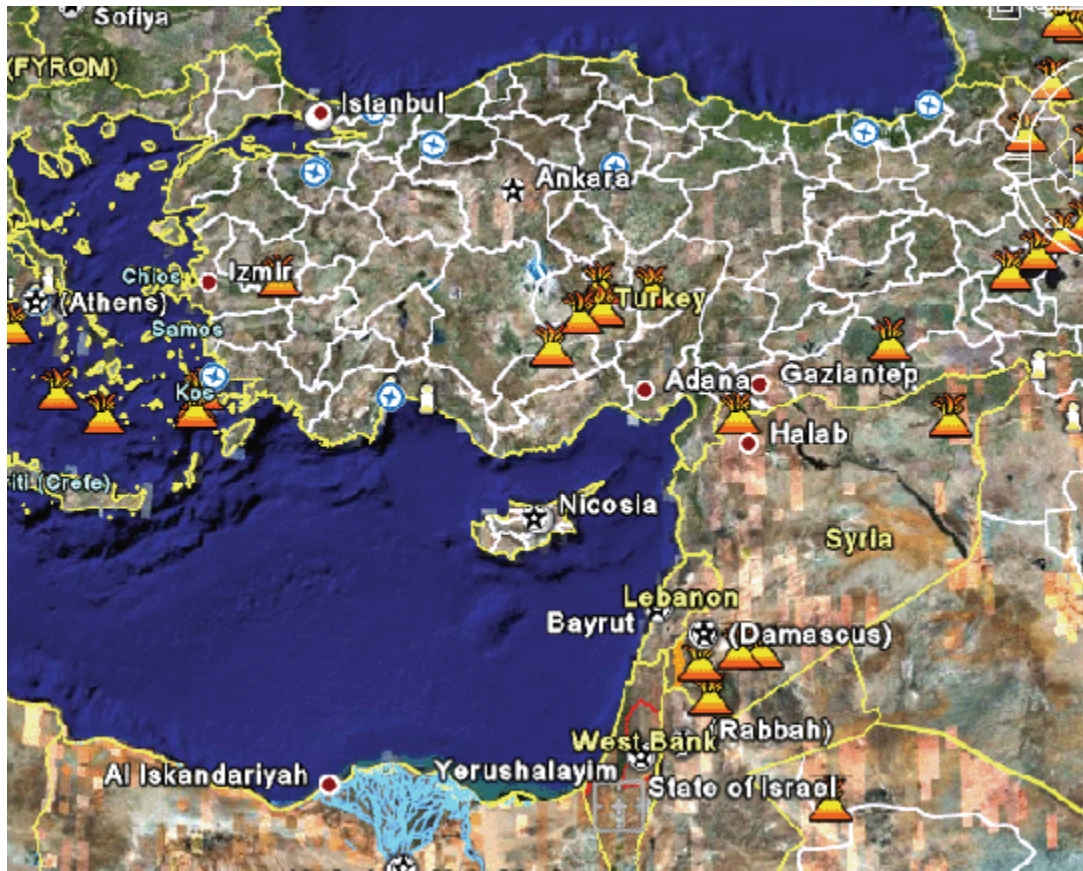 Sofiya
(FYROM)
Istanbul
Ankara
Chios
Izmir
(Athens)
Turkey
Samos
Kos
Adana
Gaziantep
Halab
iti (Crete)
Nicosia
Syria
Lebanon
Bayrut
(Damascus)
West Bank
(Rabbah)
Al Iskandariyah
Yerushalayim
State of Israel